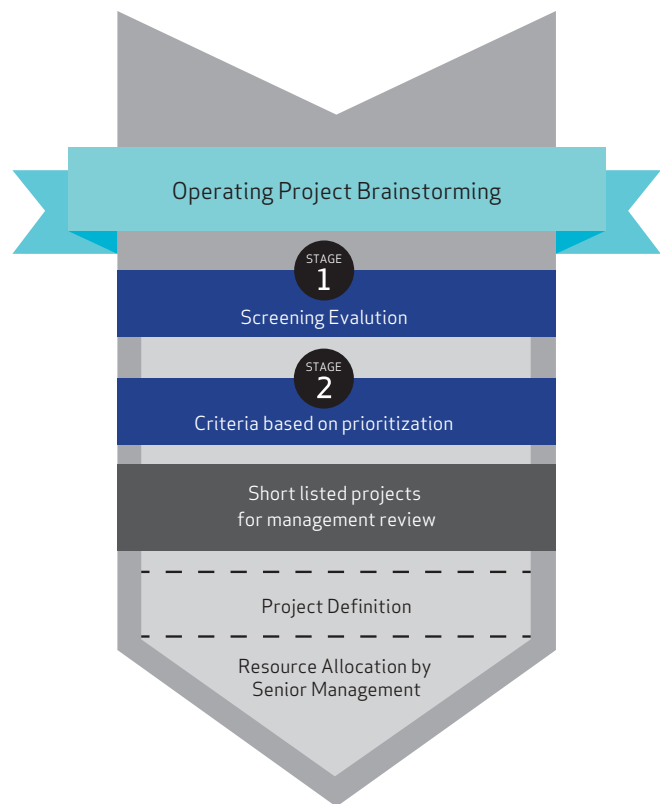 Operating Project Brainstorming
STAGE
1
Screening Evalution
STAGE
2
Criteria based on prioritization
Short listed projects
for management review
Project Definition
Resource Allocation by
Senior Management